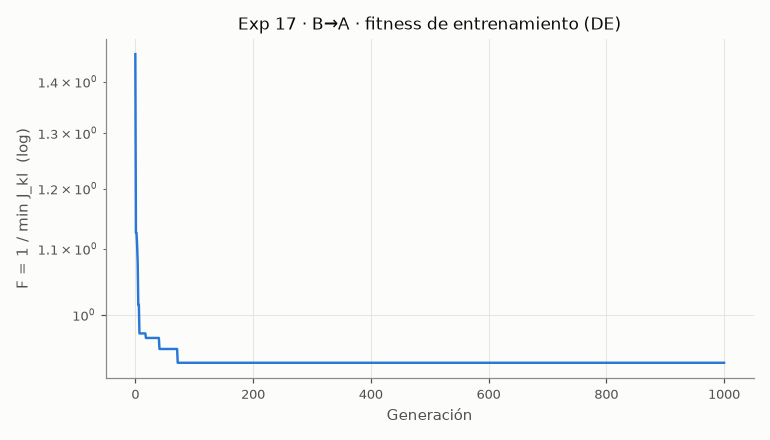 Exp 17 · B→A · fitness de entrenamiento (DE)
F = 1 / min J_kl  (log)
1.4 × 10⁰
1.3 × 10⁰
1.2 × 10⁰
1.1 × 10⁰
10⁰
0 200 400 600 800 1000
Generación